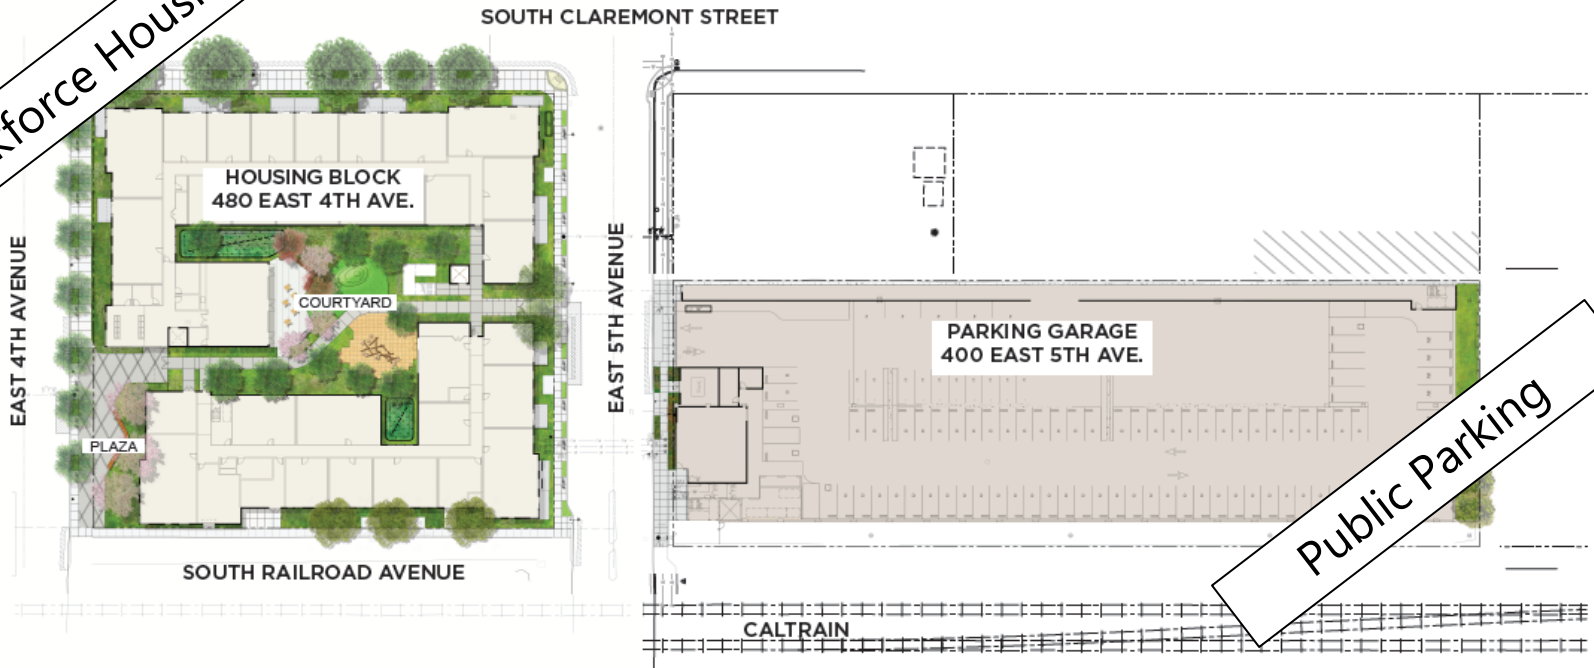 SOUTH CLAREMONT STREET
kforce Housi
HOUSING BLOCK
480 EAST 4TH AVE.
EAST 4TH AVENUE
COURTYARD
EAST 5TH AVENUE
PARKING GARAGE
400 EAST 5TH AVE.
PLAZA
Public Parking
SOUTH RAILROAD AVENUE
CALTRAIN